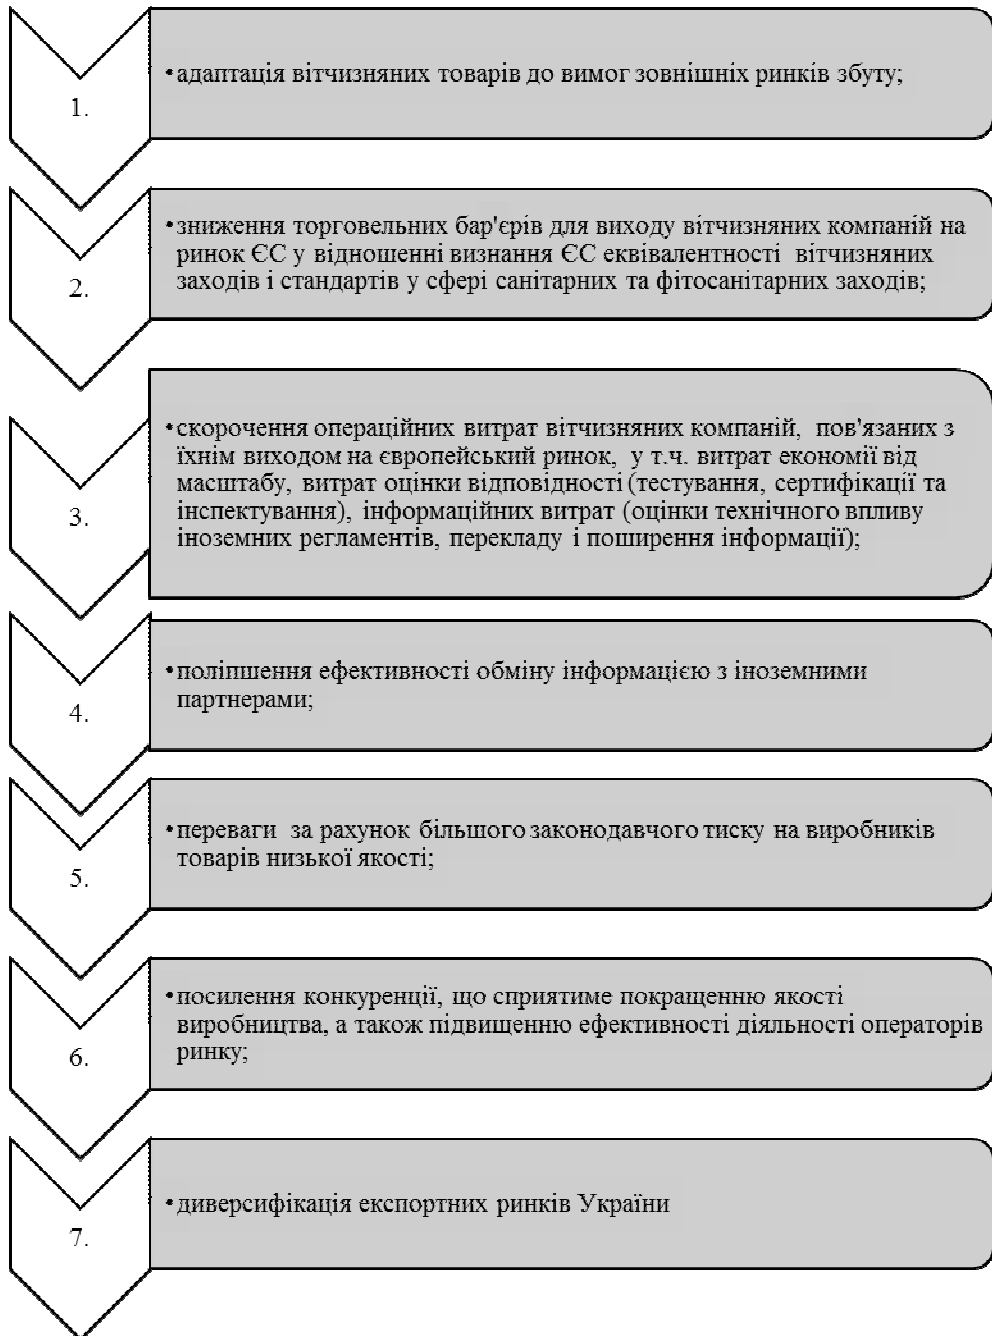 1.
•адаптація вітчизняних товарів до вимог зовнішніх ринків збуту;
2.
•зниження торговельних бар'єрів для виходу вітчизняних компаній на
ринок ЄС у відношенні визнання ЄС еквівалентності вітчизняних
заходів і стандартів у сфері санітарних та фітосанітарних заходів;
3.
•скорочення операційних витрат вітчизняних компаній, пов'язаних з
їхнім виходом на європейський ринок, у т.ч. витрат економії від
масштабу, витрат оцінки відповідності (тестування, сертифікації та
інспектування), інформаційних витрат (оцінки технічного впливу
іноземних регламентів, перекладу і поширення інформації);
4.
•поліпшення ефективності обміну інформацією з іноземними
партнерами;
5.
•переваги за рахунок більшого законодавчого тиску на виробників
товарів низької якості;
6.
•посилення конкуренції, що сприятиме покращенню якості
виробництва, а також підвищенню ефективності діяльності операторів
ринку;
7.
•диверсифікація експортних ринків України